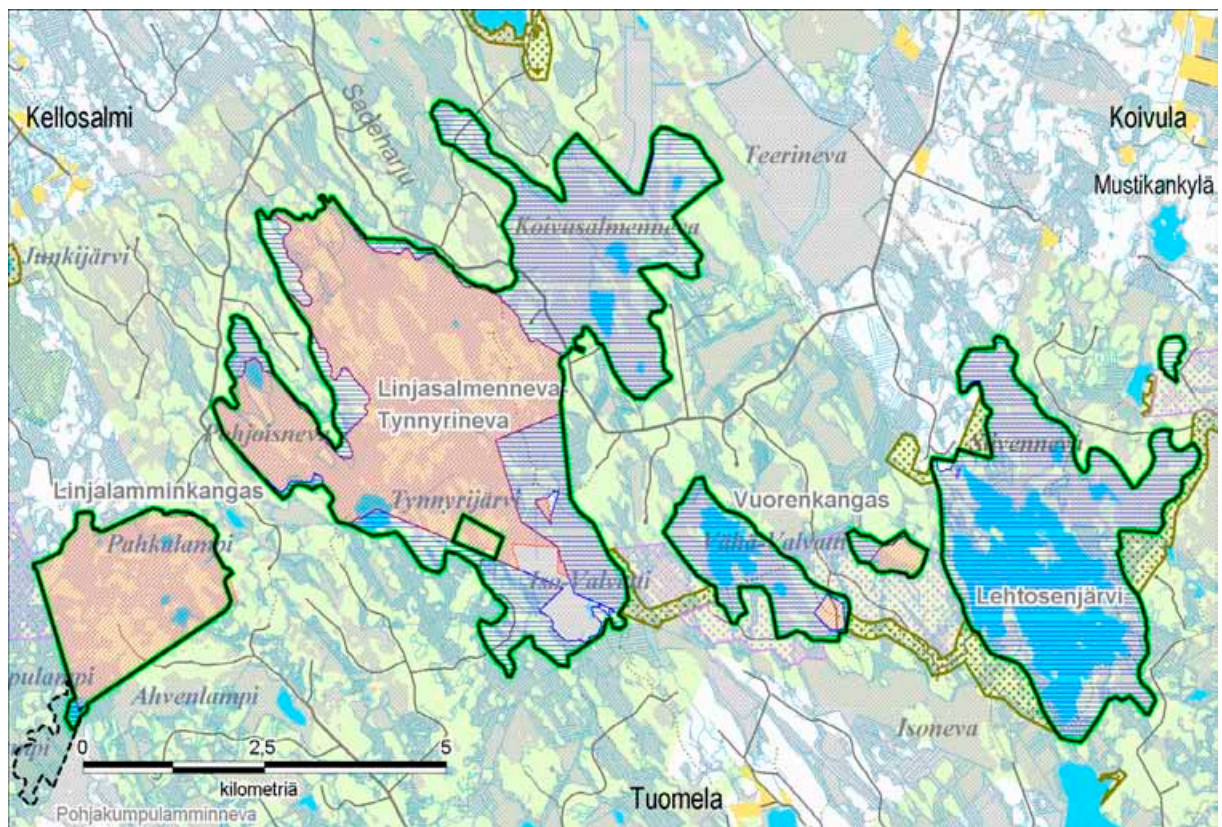 Kellosalmi
Koivula
Sadeharju
Teerineva
Mustikankylä
Koivusalmenneva
Junkijärvi
Linjasalmenneva
Tynnyrineva
Pohjoisneva
Linjalamminkangas
Tynnyrijärvi
Vuorenkangas
Pahkalampi
Vähä-Valvatti
Iso-Valvatti
Lehtosenjärvi
Ahvenlampi
Isoneva
0 2,5 5
kilometriä
Tuomela
Pohjakumpulamminneva